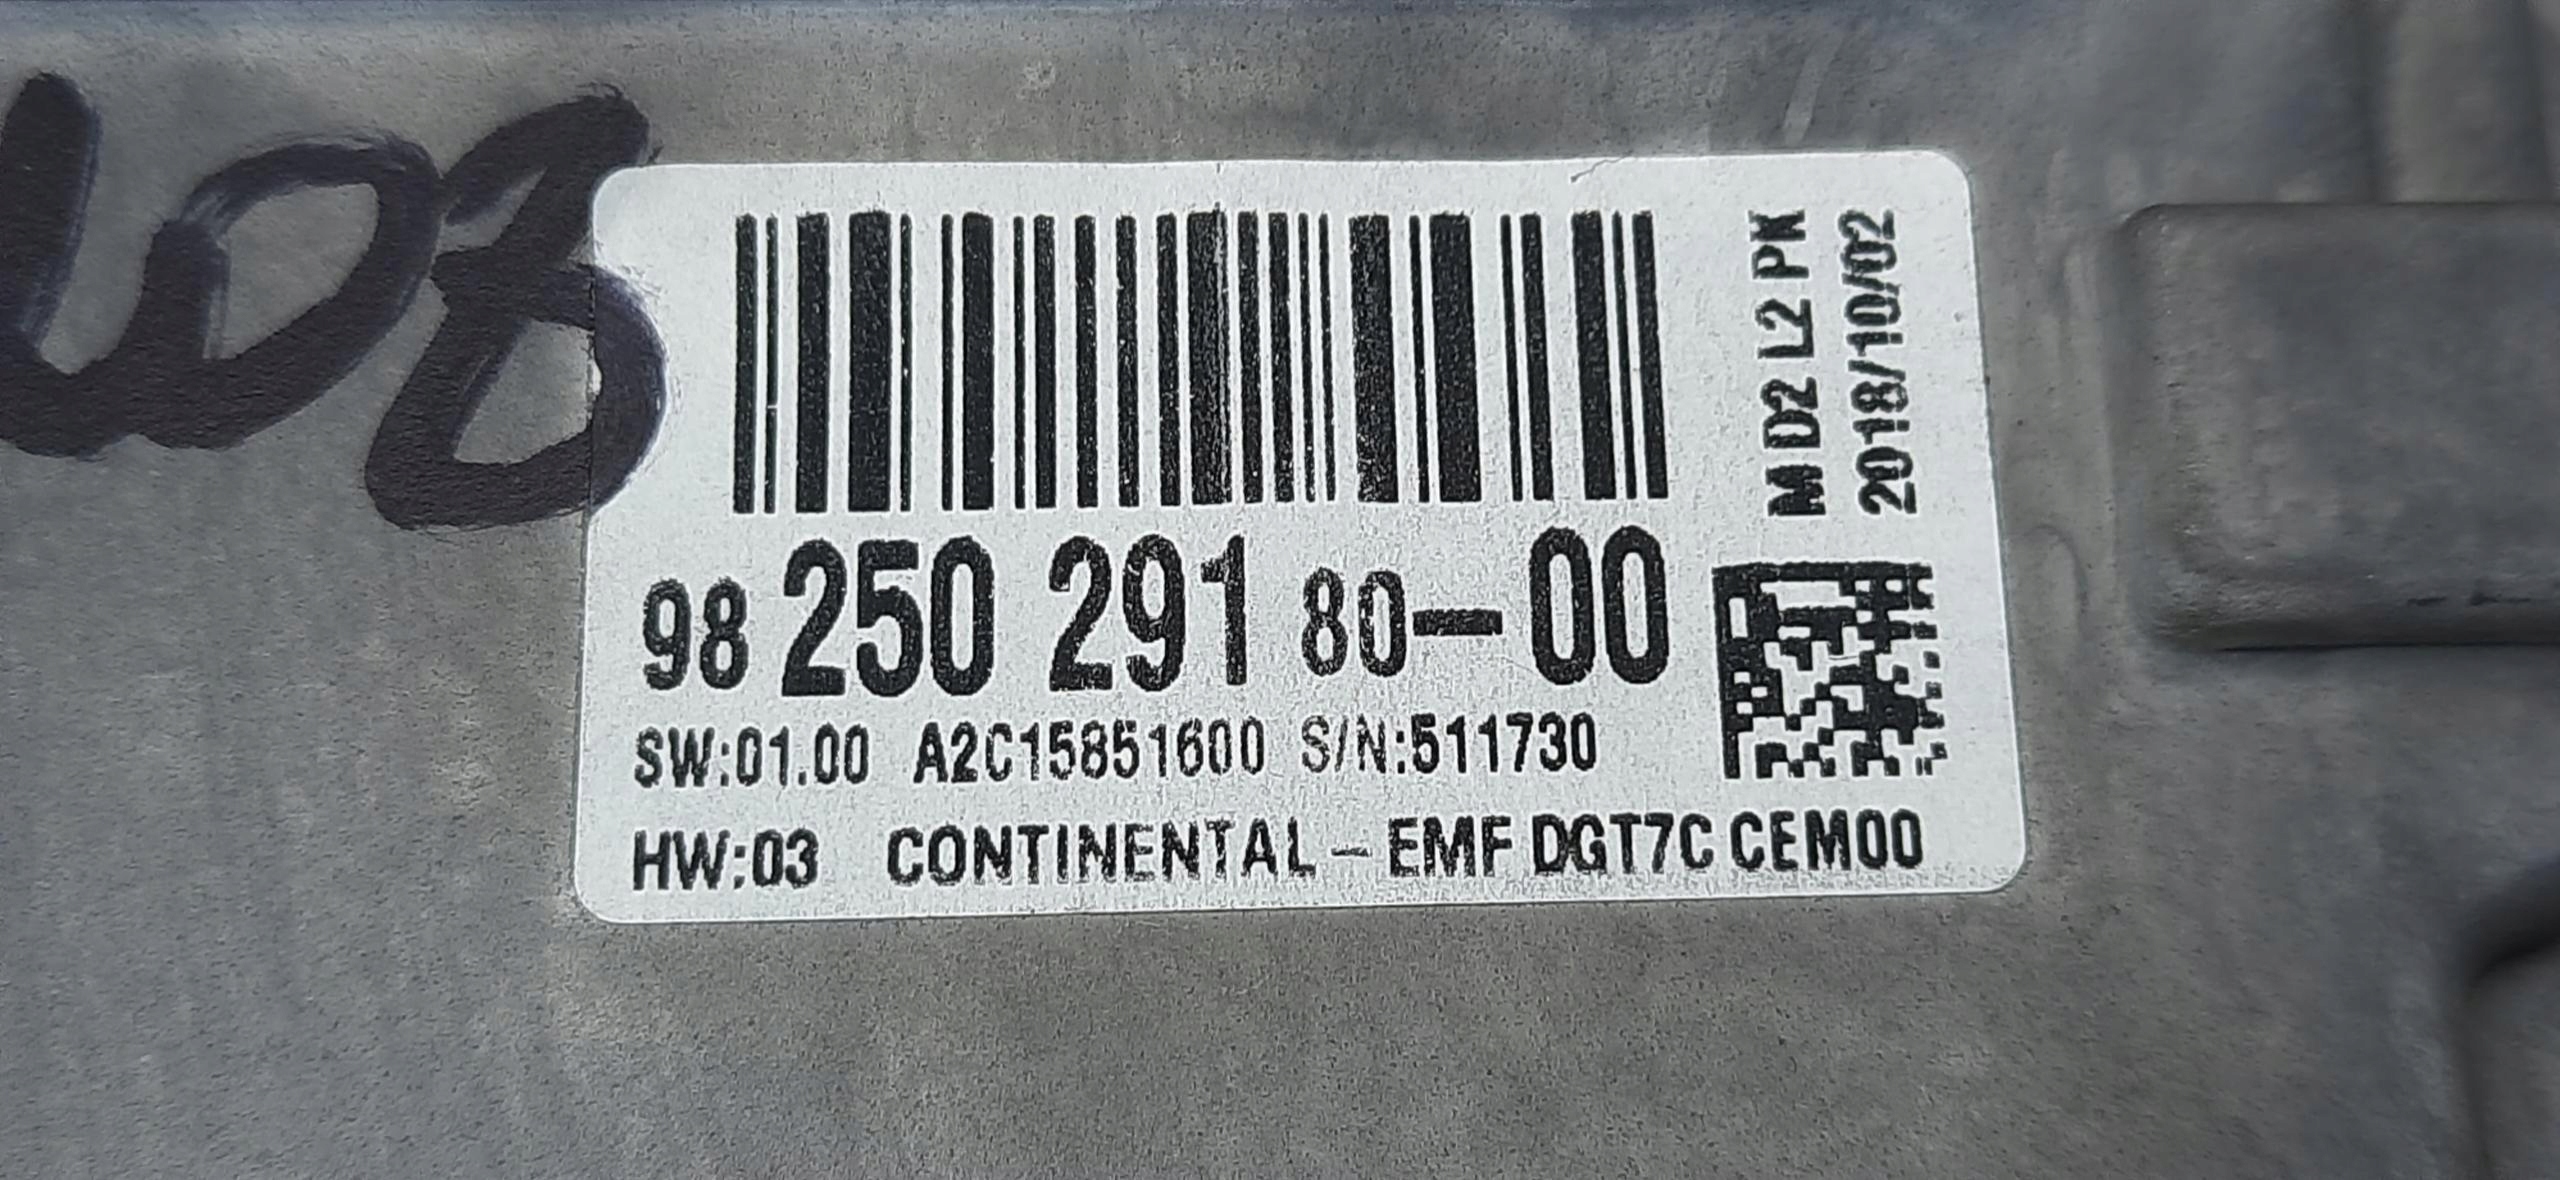 M D2 L2 PK
2018/10/02
98 250 291 80-00
SW:01.00 A2C15851600 S/N:511730
HW:03 CONTINENTAL - EMF DGT7C CEM00